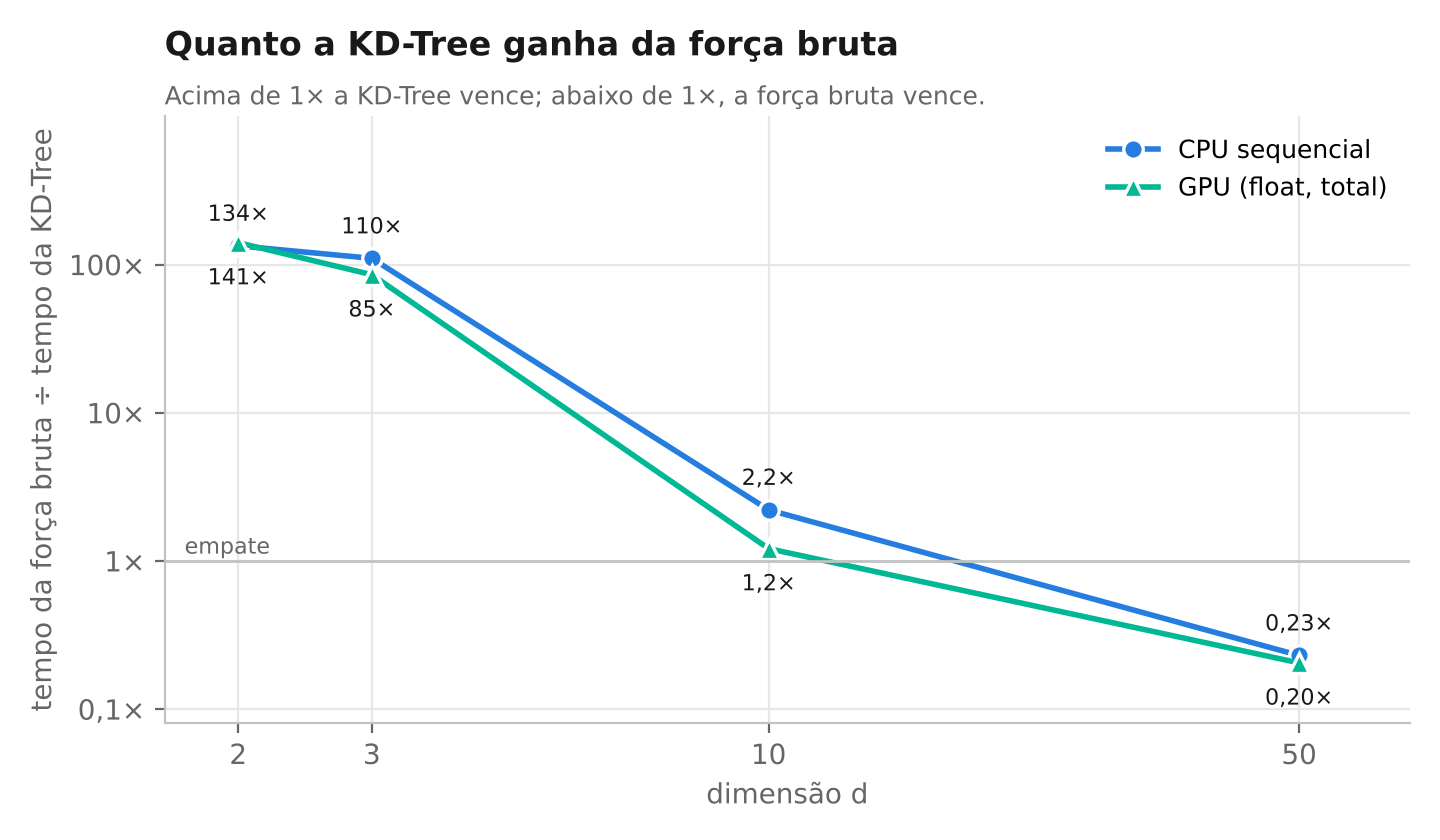 Quanto a KD-Tree ganha da força bruta
Acima de 1× a KD-Tree vence; abaixo de 1×, a força bruta vence.
CPU sequencial
GPU (float, total)
tempo da força bruta ÷ tempo da KD-Tree
100×
10×
1×
0,1×
134×
141×
110×
85×
empate
2,2×
1,2×
0,23×
0,20×
2
3
10
50
dimensão d